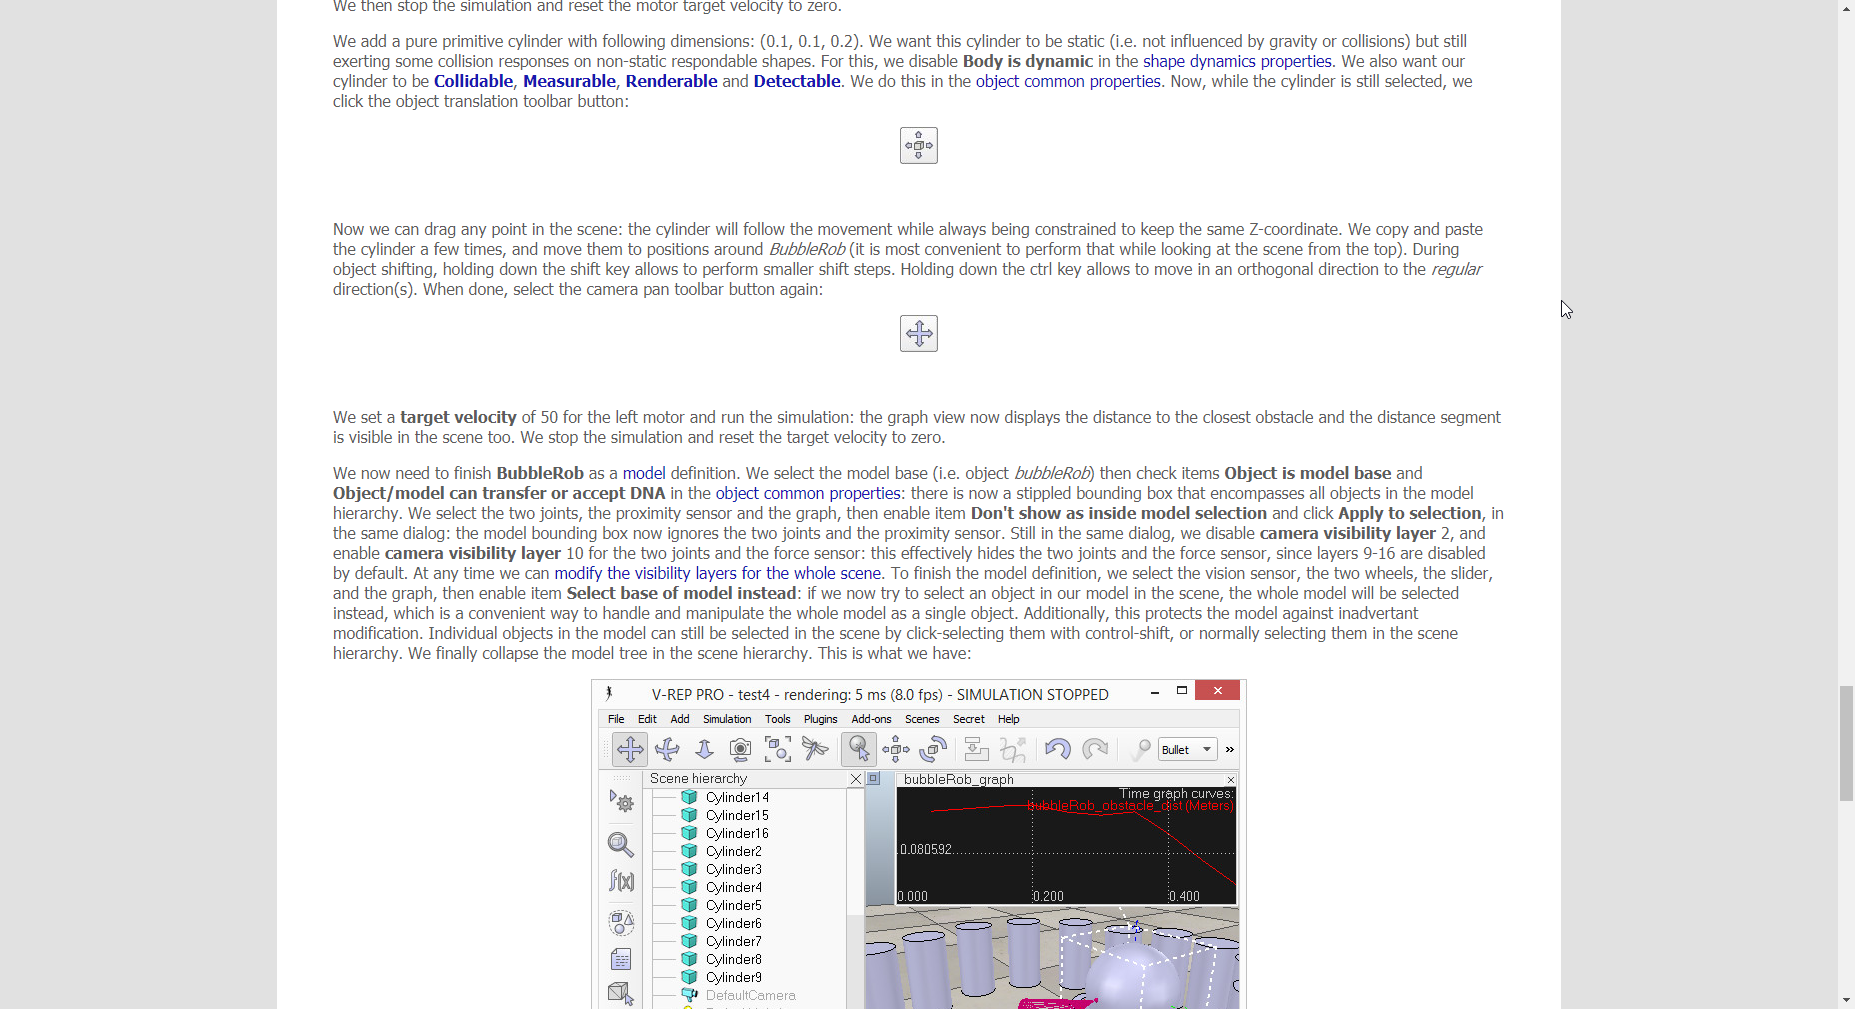 We then stop the simulation and reset the motor target velocity to zero.
We add a pure primitive cylinder with following dimensions: (0.1, 0.1, 0.2). We want this cylinder to be static (i.e. not influenced by gravity or collisions) but still
exerting some collision responses on non-static respondable shapes. For this, we disable Body is dynamic in the shape dynamics properties. We also want our
cylinder to be Collidable, Measurable, Renderable and Detectable. We do this in the object common properties. Now, while the cylinder is still selected, we
click the object translation toolbar button:
Now we can drag any point in the scene: the cylinder will follow the movement while always being constrained to keep the same Z-coordinate. We copy and paste
the cylinder a few times, and move them to positions around BubbleRob (it is most convenient to perform that while looking at the scene from the top). During
object shifting, holding down the shift key allows to perform smaller shift steps. Holding down the ctrl key allows to move in an orthogonal direction to the regular
direction(s). When done, select the camera pan toolbar button again:
We set a target velocity of 50 for the left motor and run the simulation: the graph view now displays the distance to the closest obstacle and the distance segment
is visible in the scene too. We stop the simulation and reset the target velocity to zero.
We now need to finish BubbleRob as a model definition. We select the model base (i.e. object bubbleRob) then check items Object is model base and
Object/model can transfer or accept DNA in the object common properties: there is now a stippled bounding box that encompasses all objects in the model
hierarchy. We select the two joints, the proximity sensor and the graph, then enable item Don't show as inside model selection and click Apply to selection, in
the same dialog: the model bounding box now ignores the two joints and the proximity sensor. Still in the same dialog, we disable camera visibility layer 2, and
enable camera visibility layer 10 for the two joints and the force sensor: this effectively hides the two joints and the force sensor, since layers 9-16 are disabled
by default. At any time we can modify the visibility layers for the whole scene. To finish the model definition, we select the vision sensor, the two wheels, the slider,
and the graph, then enable item Select base of model instead: if we now try to select an object in our model in the scene, the whole model will be selected
instead, which is a convenient way to handle and manipulate the whole model as a single object. Additionally, this protects the model against inadvertant
modification. Individual objects in the model can still be selected in the scene by click-selecting them with control-shift, or normally selecting them in the scene
hierarchy. We finally collapse the model tree in the scene hierarchy. This is what we have:
V-REP PRO - test4 - rendering: 5 ms (8.0 fps) - SIMULATION STOPPED
File Edit Add Simulation Tools Plugins Add-ons Scenes Secret Help
Bullet
Scene hierarchy
Cylinder14
Cylinder15
Cylinder16
Cylinder2
Cylinder3
Cylinder4
Cylinder5
Cylinder6
Cylinder7
Cylinder8
Cylinder9
DefaultCamera
f(x)
bubbleRob_graph
Time graph curves:
bubbleRob_obstacle_dist (Meters)
0.080592
0.000 0.200 0.400